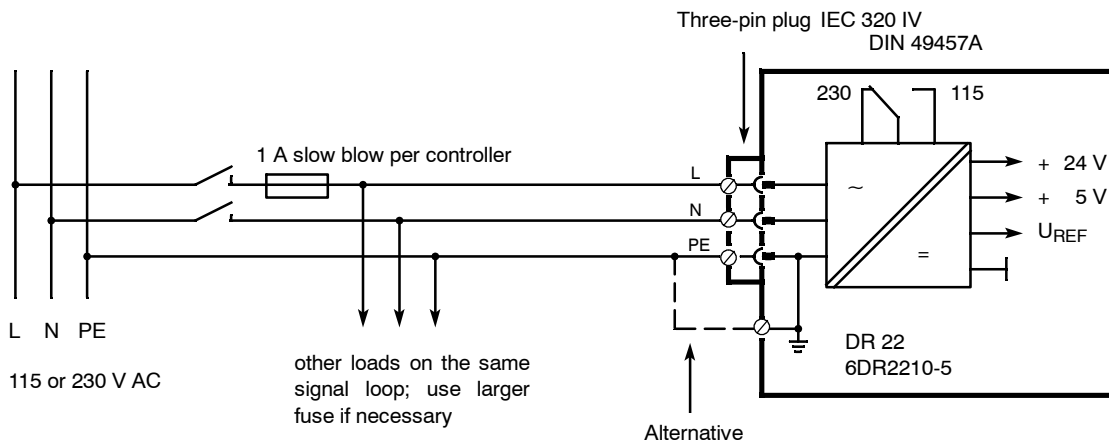 Three-pin plug IEC 320 IV
DIN 49457A
230
115
1 A slow blow per controller
L
~
+ 24 V
N
+ 5 V
PE
UREF
=
L N PE
115 or 230 V AC
other loads on the same
signal loop; use larger
fuse if necessary
DR 22
6DR2210-5
Alternative